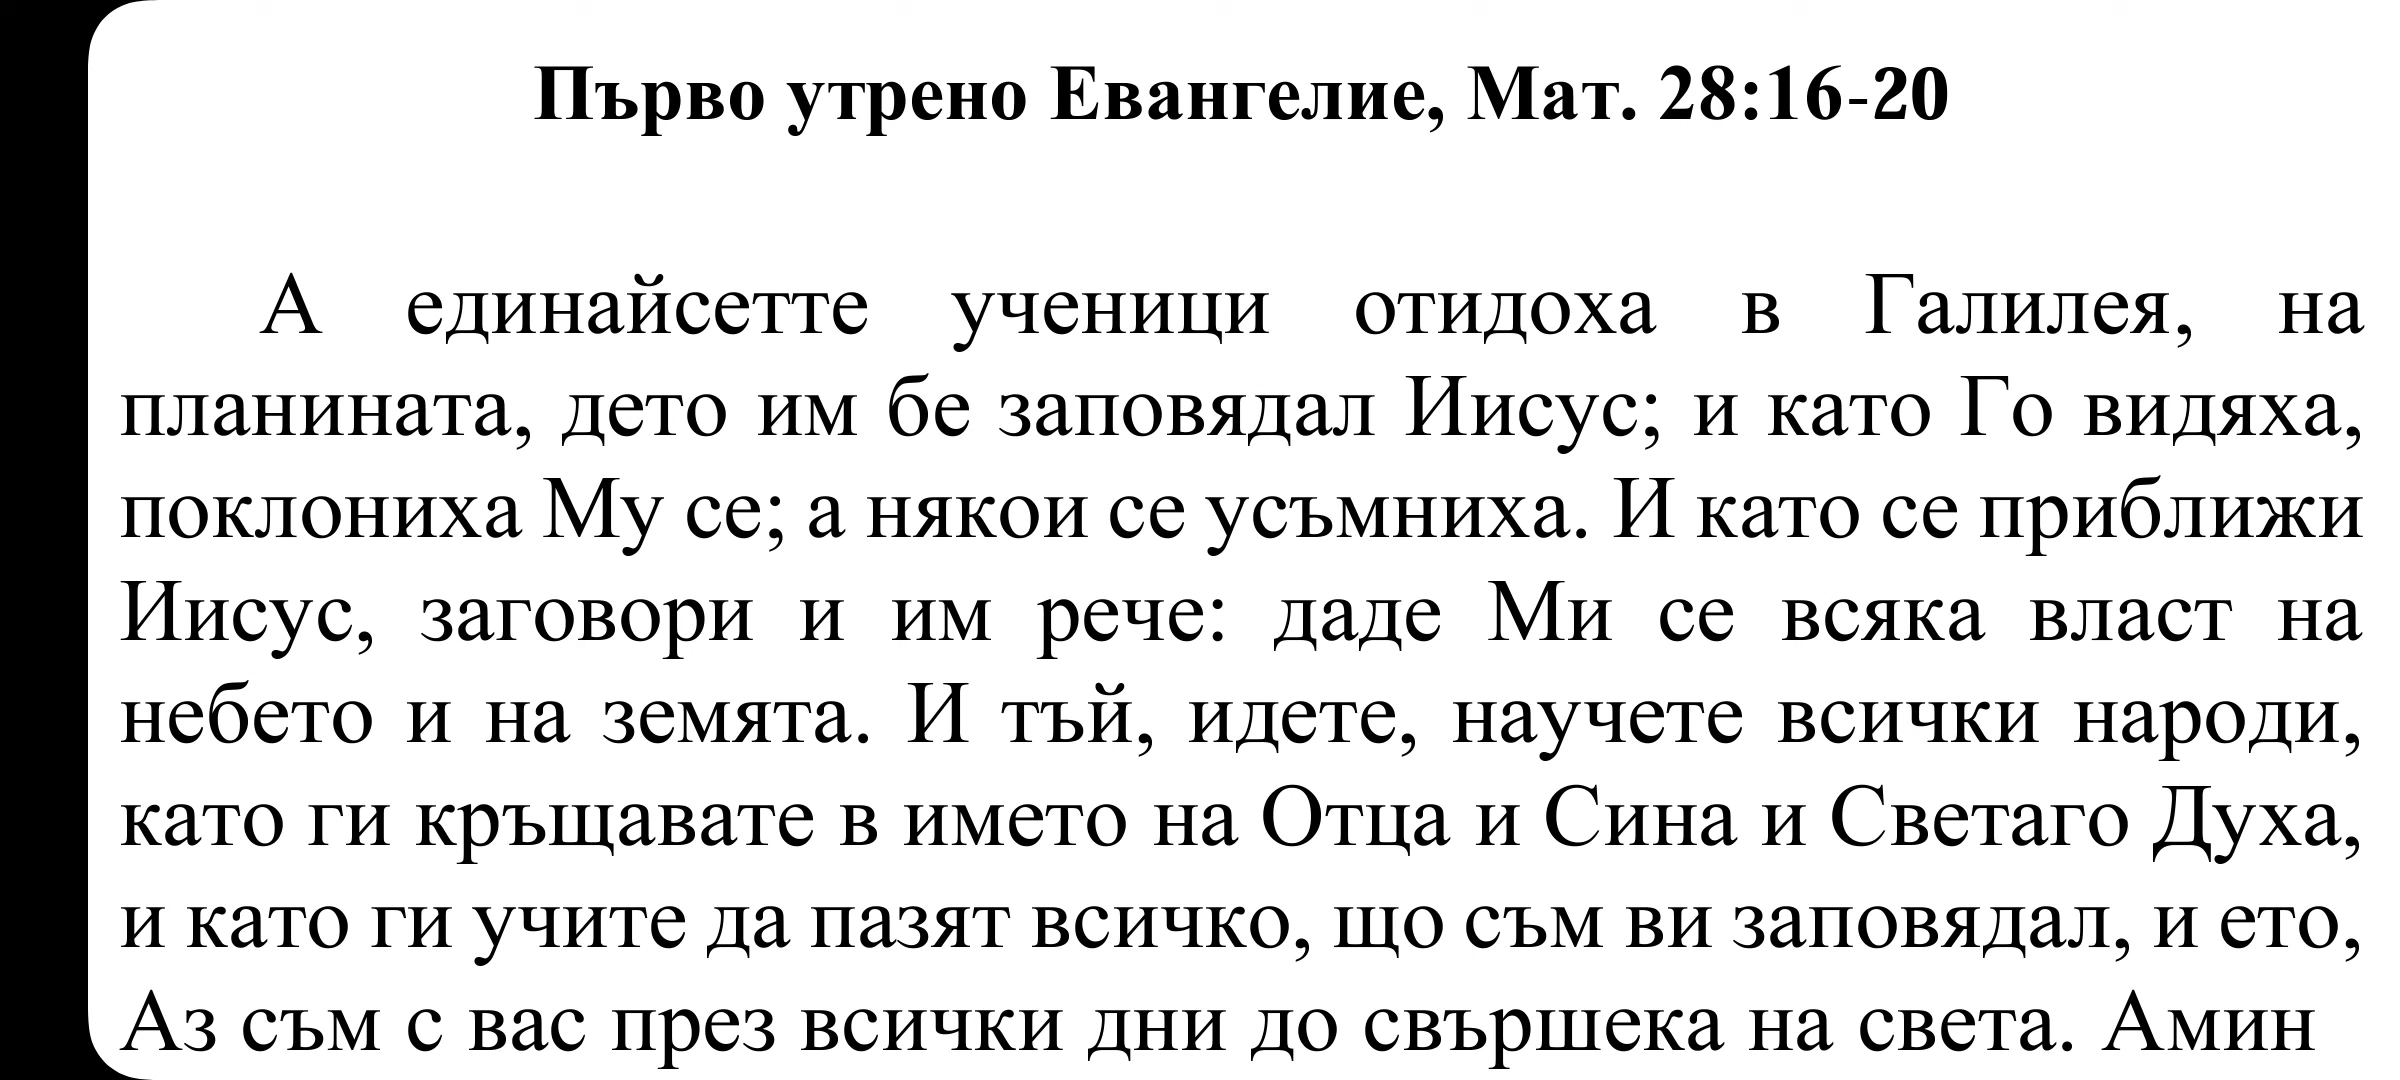 Първо утрено Евангелие, Мат. 28:16-20
А единайсетте ученици отидоха в Галилея, на
планината, дето им бе заповядал Иисус; и като Го видяха,
поклониха Му се; а някои се усъмниха. И като се приближи
Иисус, заговори и им рече: даде Ми се всяка власт на
небето и на земята. И тъй, идете, научете всички народи,
като ги кръщавате в името на Отца и Сина и Светаго Духа,
и като ги учите да пазят всичко, що съм ви заповядал, и ето,
Аз съм с вас през всички дни до свършека на света. Амин